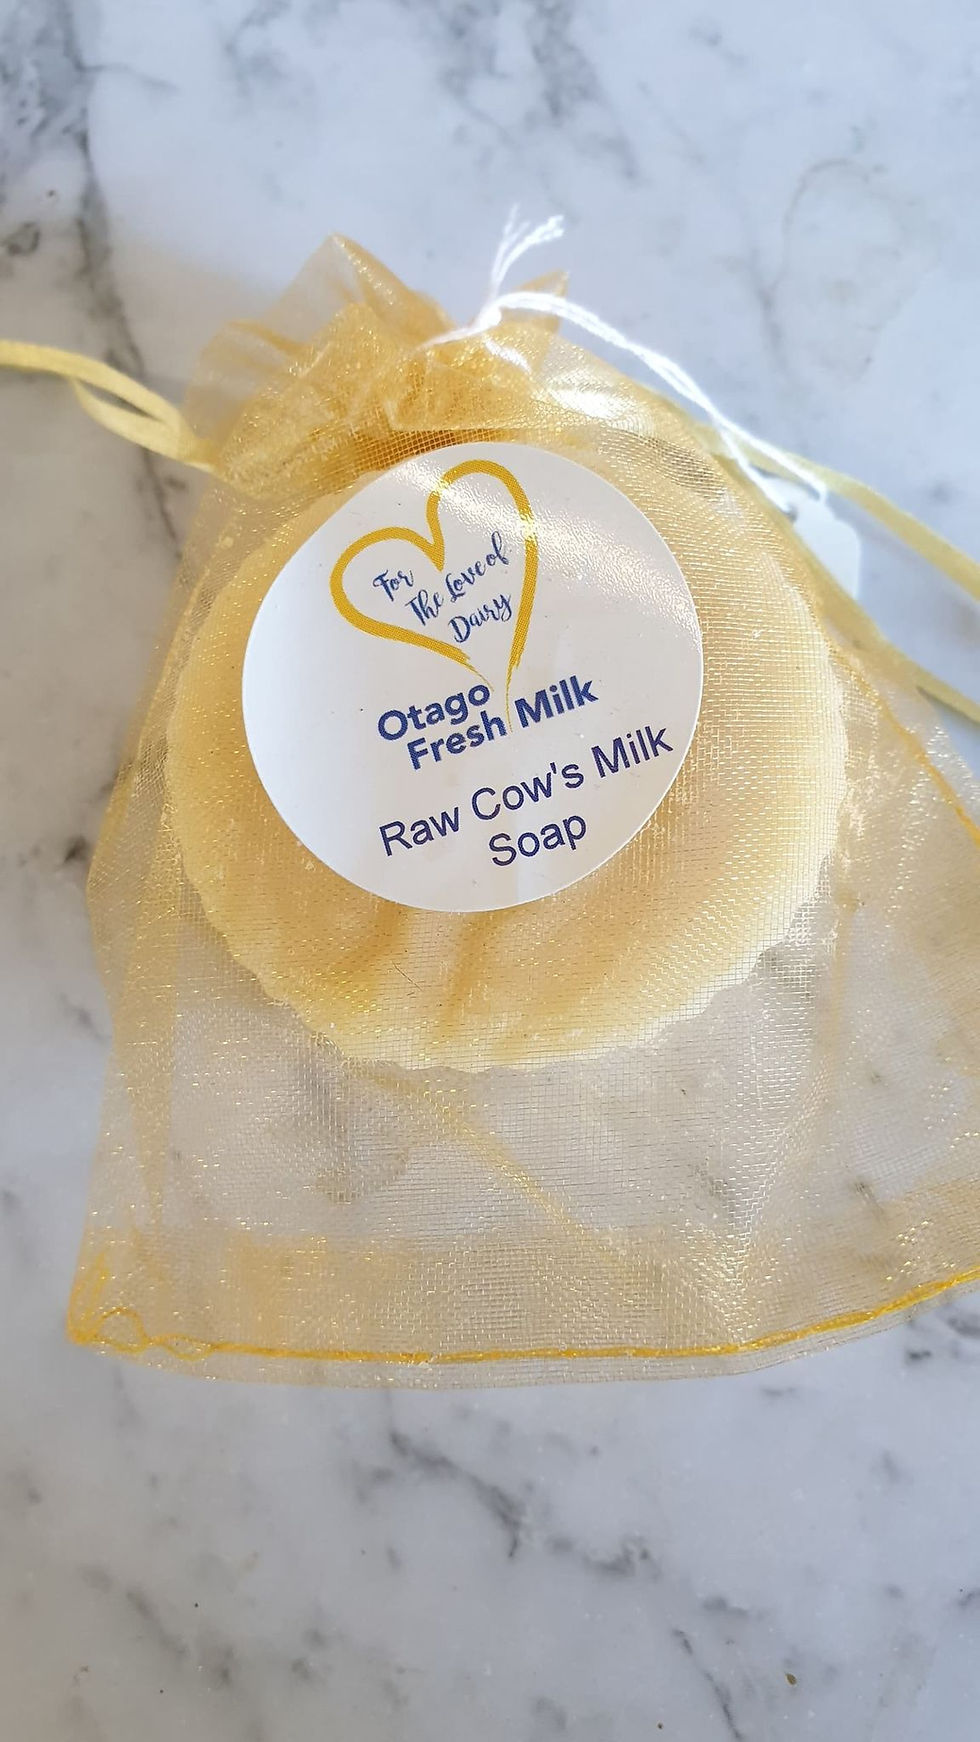 For
The Love of
Dairy
Otago
Fresh Milk
Raw Cow's Milk
Soap